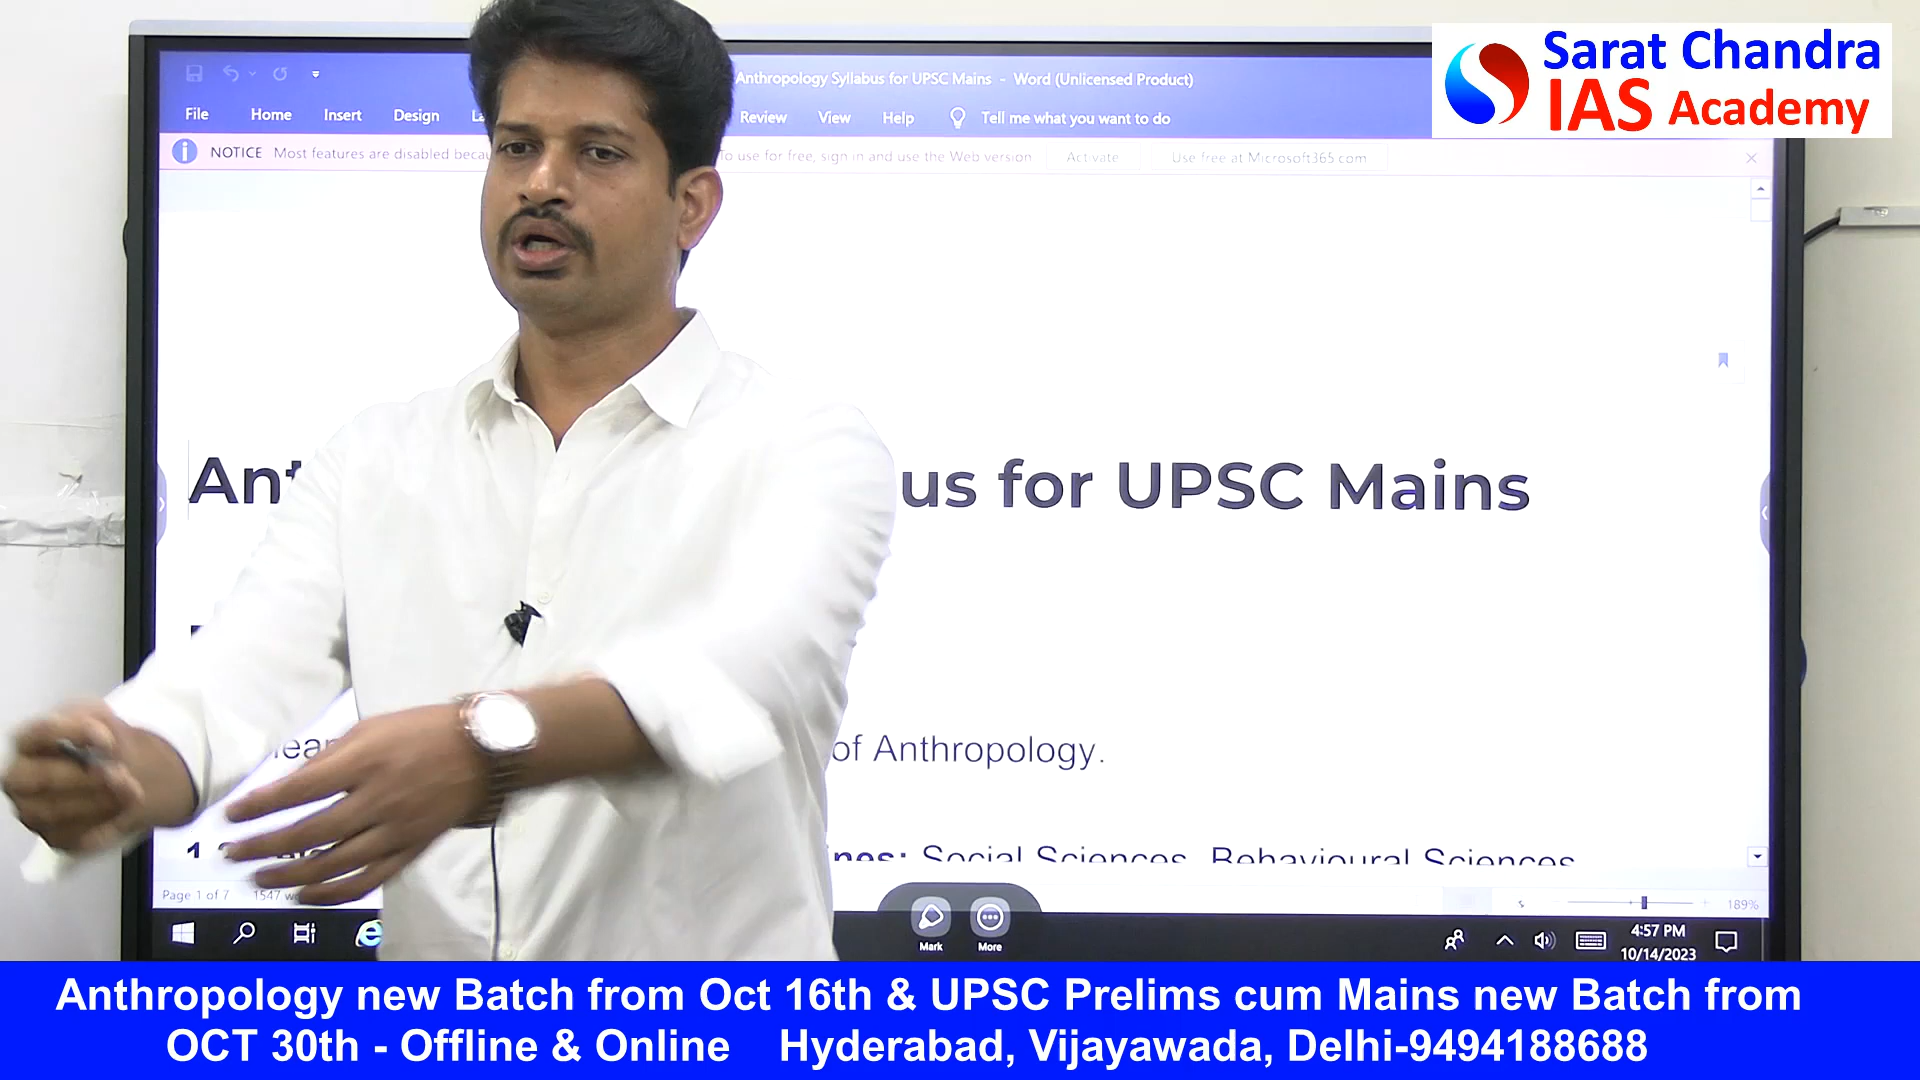 Sarat Chandra
IAS Academy
Anthropology Syllabus for UPSC Mains - Word (Unlicensed Product)
File Home Insert Design Review View Help Tell me what you want to do
NOTICE Most features are disabled To use for free, sign in and use the Web version Activate Use free at Microsoft365.com
us for UPSC Mains
of Anthropology.
Social Sciences, Behavioural Sciences
Page 1 of 7 1547 189%
Mark More
4:57 PM
10/14/2023
Anthropology new Batch from Oct 16th & UPSC Prelims cum Mains new Batch from
OCT 30th - Offline & Online Hyderabad, Vijayawada, Delhi-9494188688